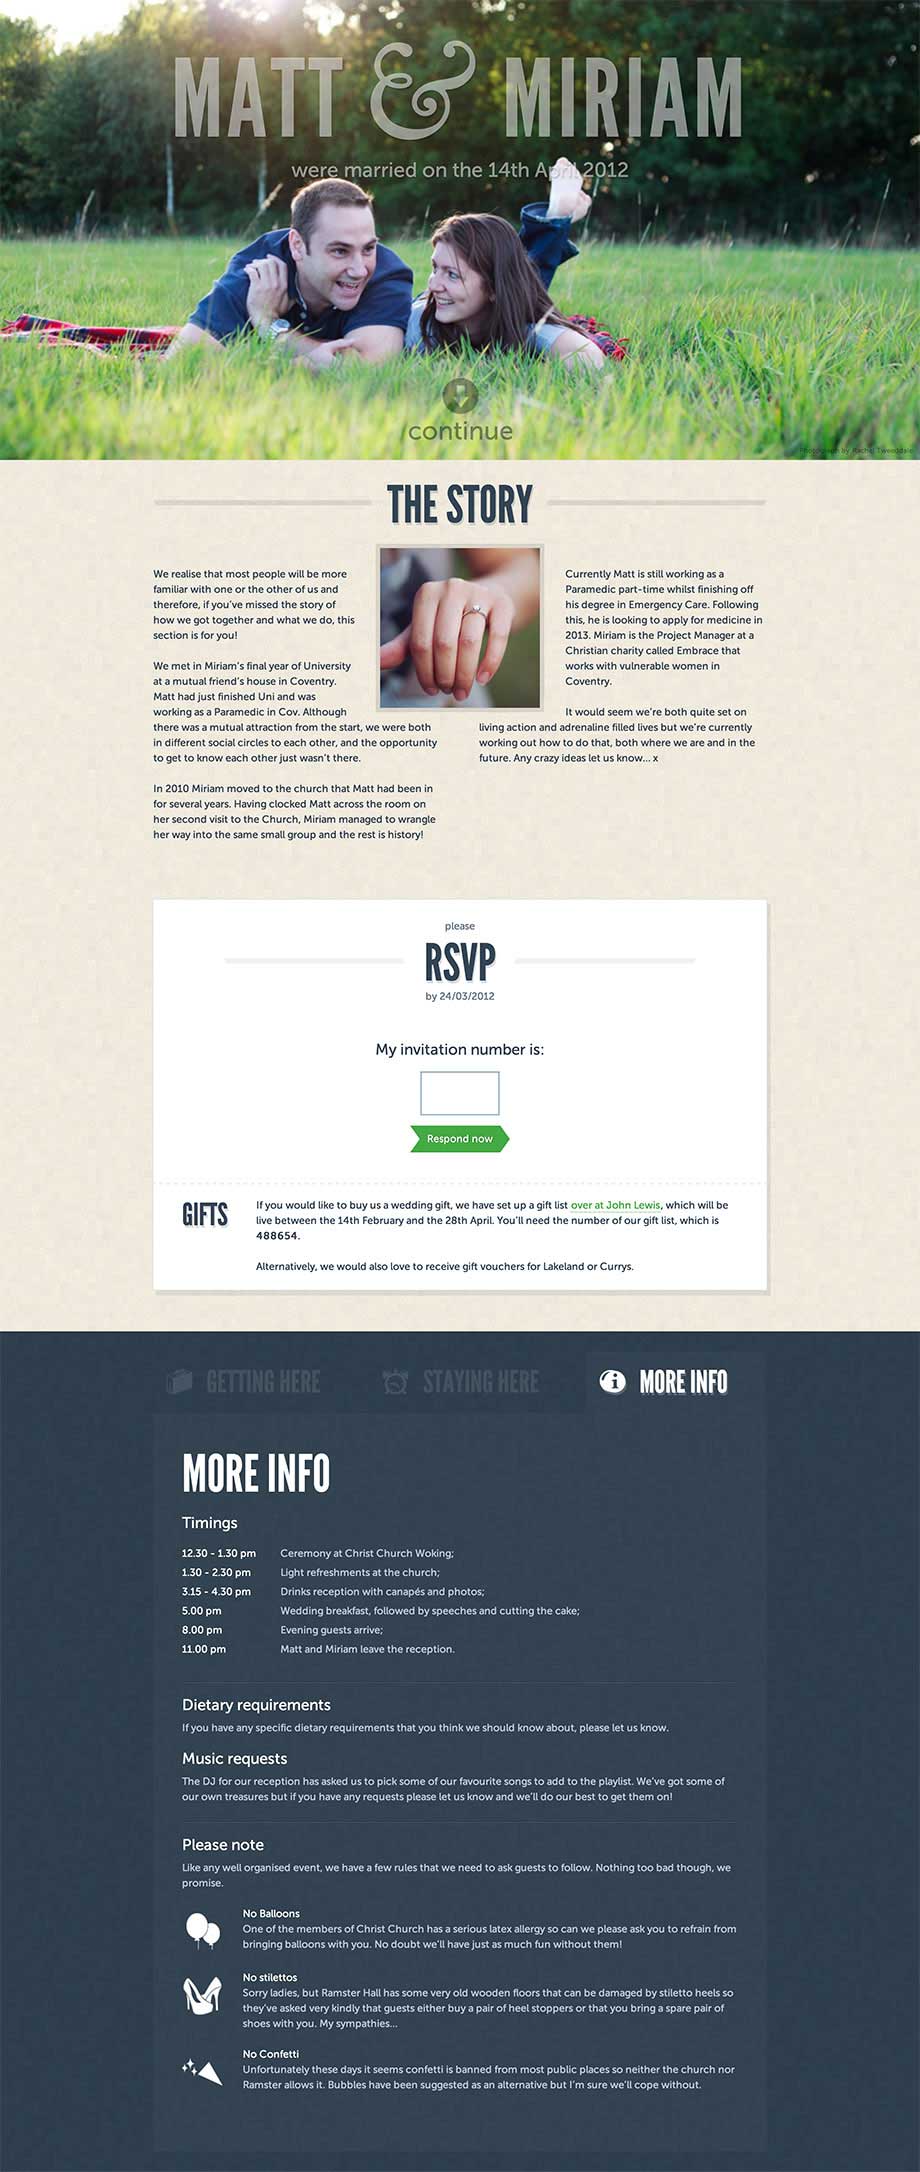 MATT & MIRIAM
were married on the 14th April 2012
continue
Photograph by Rachel Tweeddale
THE STORY
We realise that most people will be more
familiar with one or the other of us and
therefore, if you've missed the story of
how we got together and what we do, this
section is for you!
We met in Miriam's final year of University
at a mutual friend's house in Coventry.
Matt had just finished Uni and was
working as a Paramedic in Cov. Although
there was a mutual attraction from the start, we were both
in different social circles to each other, and the opportunity
to get to know each other just wasn't there.
In 2010 Miriam moved to the church that Matt had been in
for several years. Having clocked Matt across the room on
her second visit to the Church, Miriam managed to wrangle
her way into the same small group and the rest is history!
Currently Matt is still working as a
Paramedic part-time whilst finishing off
his degree in Emergency Care. Following
this, he is looking to apply for medicine in
2013. Miriam is the Project Manager at a
Christian charity called Embrace that
works with vulnerable women in
Coventry.
It would seem we're both quite set on
living action and adrenaline filled lives but we're currently
working out how to do that, both where we are and in the
future. Any crazy ideas let us know... x
please
RSVP
by 24/03/2012
My invitation number is:
Respond now
GIFTS
If you would like to buy us a wedding gift, we have set up a gift list over at John Lewis, which will be
live between the 14th February and the 28th April. You'll need the number of our gift list, which is
488654.
Alternatively, we would also love to receive gift vouchers for Lakeland or Currys.
GETTING HERE
STAYING HERE
MORE INFO
MORE INFO
Timings
12.30 - 1.30 pm Ceremony at Christ Church Woking;
1.30 - 2.30 pm Light refreshments at the church;
3.15 - 4.30 pm Drinks reception with canapés and photos;
5.00 pm Wedding breakfast, followed by speeches and cutting the cake;
8.00 pm Evening guests arrive;
11.00 pm Matt and Miriam leave the reception.
Dietary requirements
If you have any specific dietary requirements that you think we should know about, please let us know.
Music requests
The DJ for our reception has asked us to pick some of our favourite songs to add to the playlist. We've got some of
our own treasures but if you have any requests please let us know and we'll do our best to get them on!
Please note
Like any well organised event, we have a few rules that we need to ask guests to follow. Nothing too bad though, we
promise.
No Balloons
One of the members of Christ Church has a serious latex allergy so can we please ask you to refrain from
bringing balloons with you. No doubt we'll have just as much fun without them!
No stilettos
Sorry ladies, but Ramster Hall has some very old wooden floors that can be damaged by stiletto heels so
they've asked very kindly that guests either buy a pair of heel stoppers or that you bring a spare pair of
shoes with you. My sympathies...
No Confetti
Unfortunately these days it seems confetti is banned from most public places so neither the church nor
Ramster allows it. Bubbles have been suggested as an alternative but I'm sure we'll cope without.